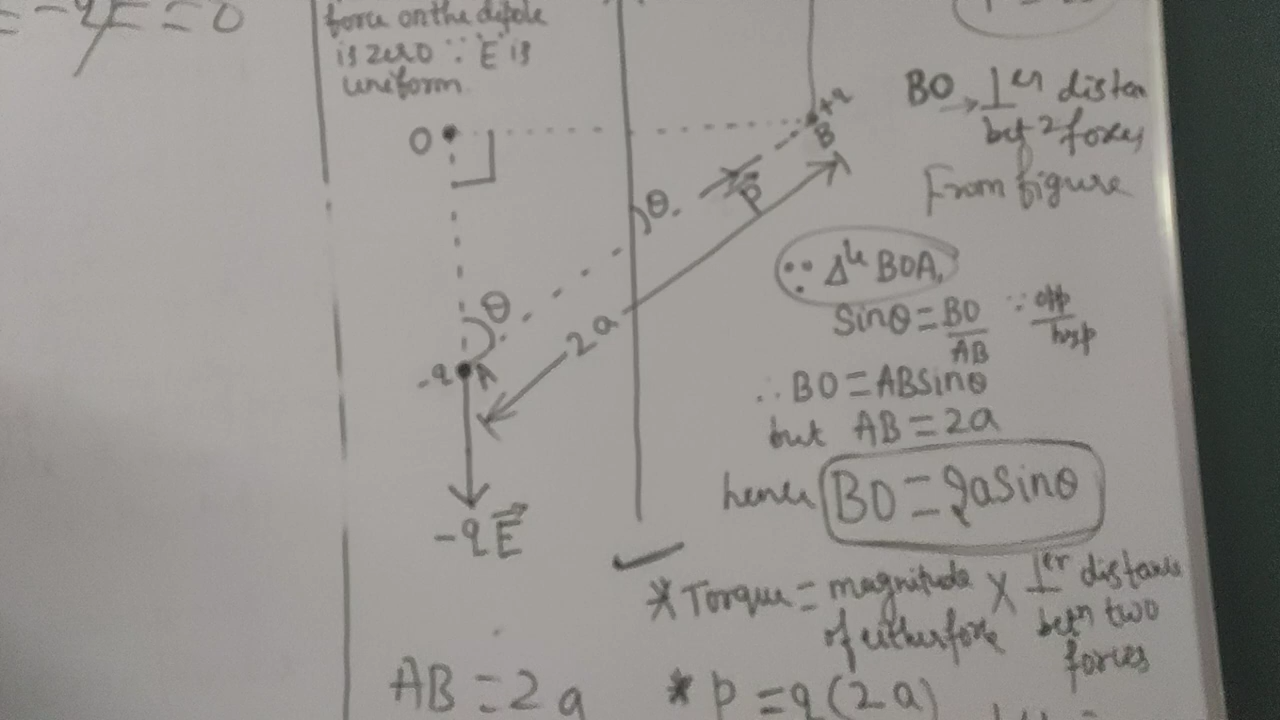 = -qE = 0
force on the dipole
is zero ∵ E is
uniform.
O
+q
B
θ
p⃗
θ
2a
-q A
-qE⃗
BO → ⊥er distan
bet 2 forces
From figure
∴ Δle BOA,
Sinθ = BO/AB ∵ opp/hyp
∴ BO = ABsinθ
but AB = 2a
hence BO = 2asinθ
* Torque = magnitude of either force X ⊥er distance betn two forces
AB = 2a
* p = q(2a)